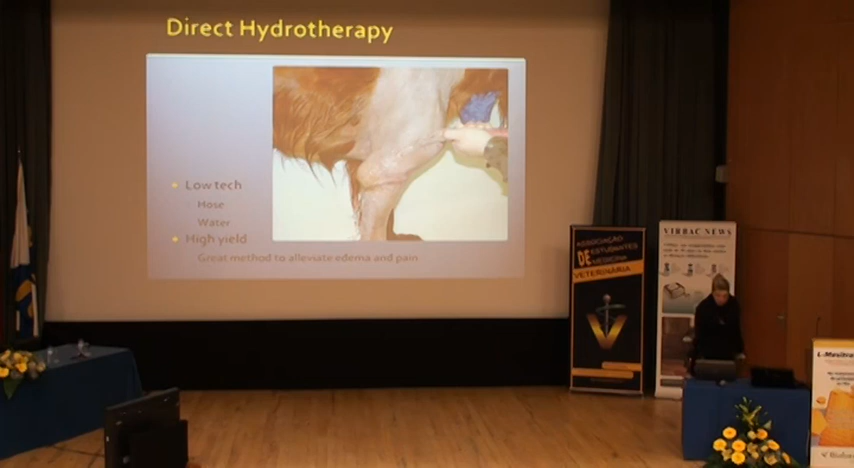 Direct Hydrotherapy
Low tech
Hose
Water
High yield
Great method to alleviate edema and pain
ASSOCIAÇÃO
DE ESTUDANTES
MEDICINA
VETERINÁRIA
VIRBAC NEWS